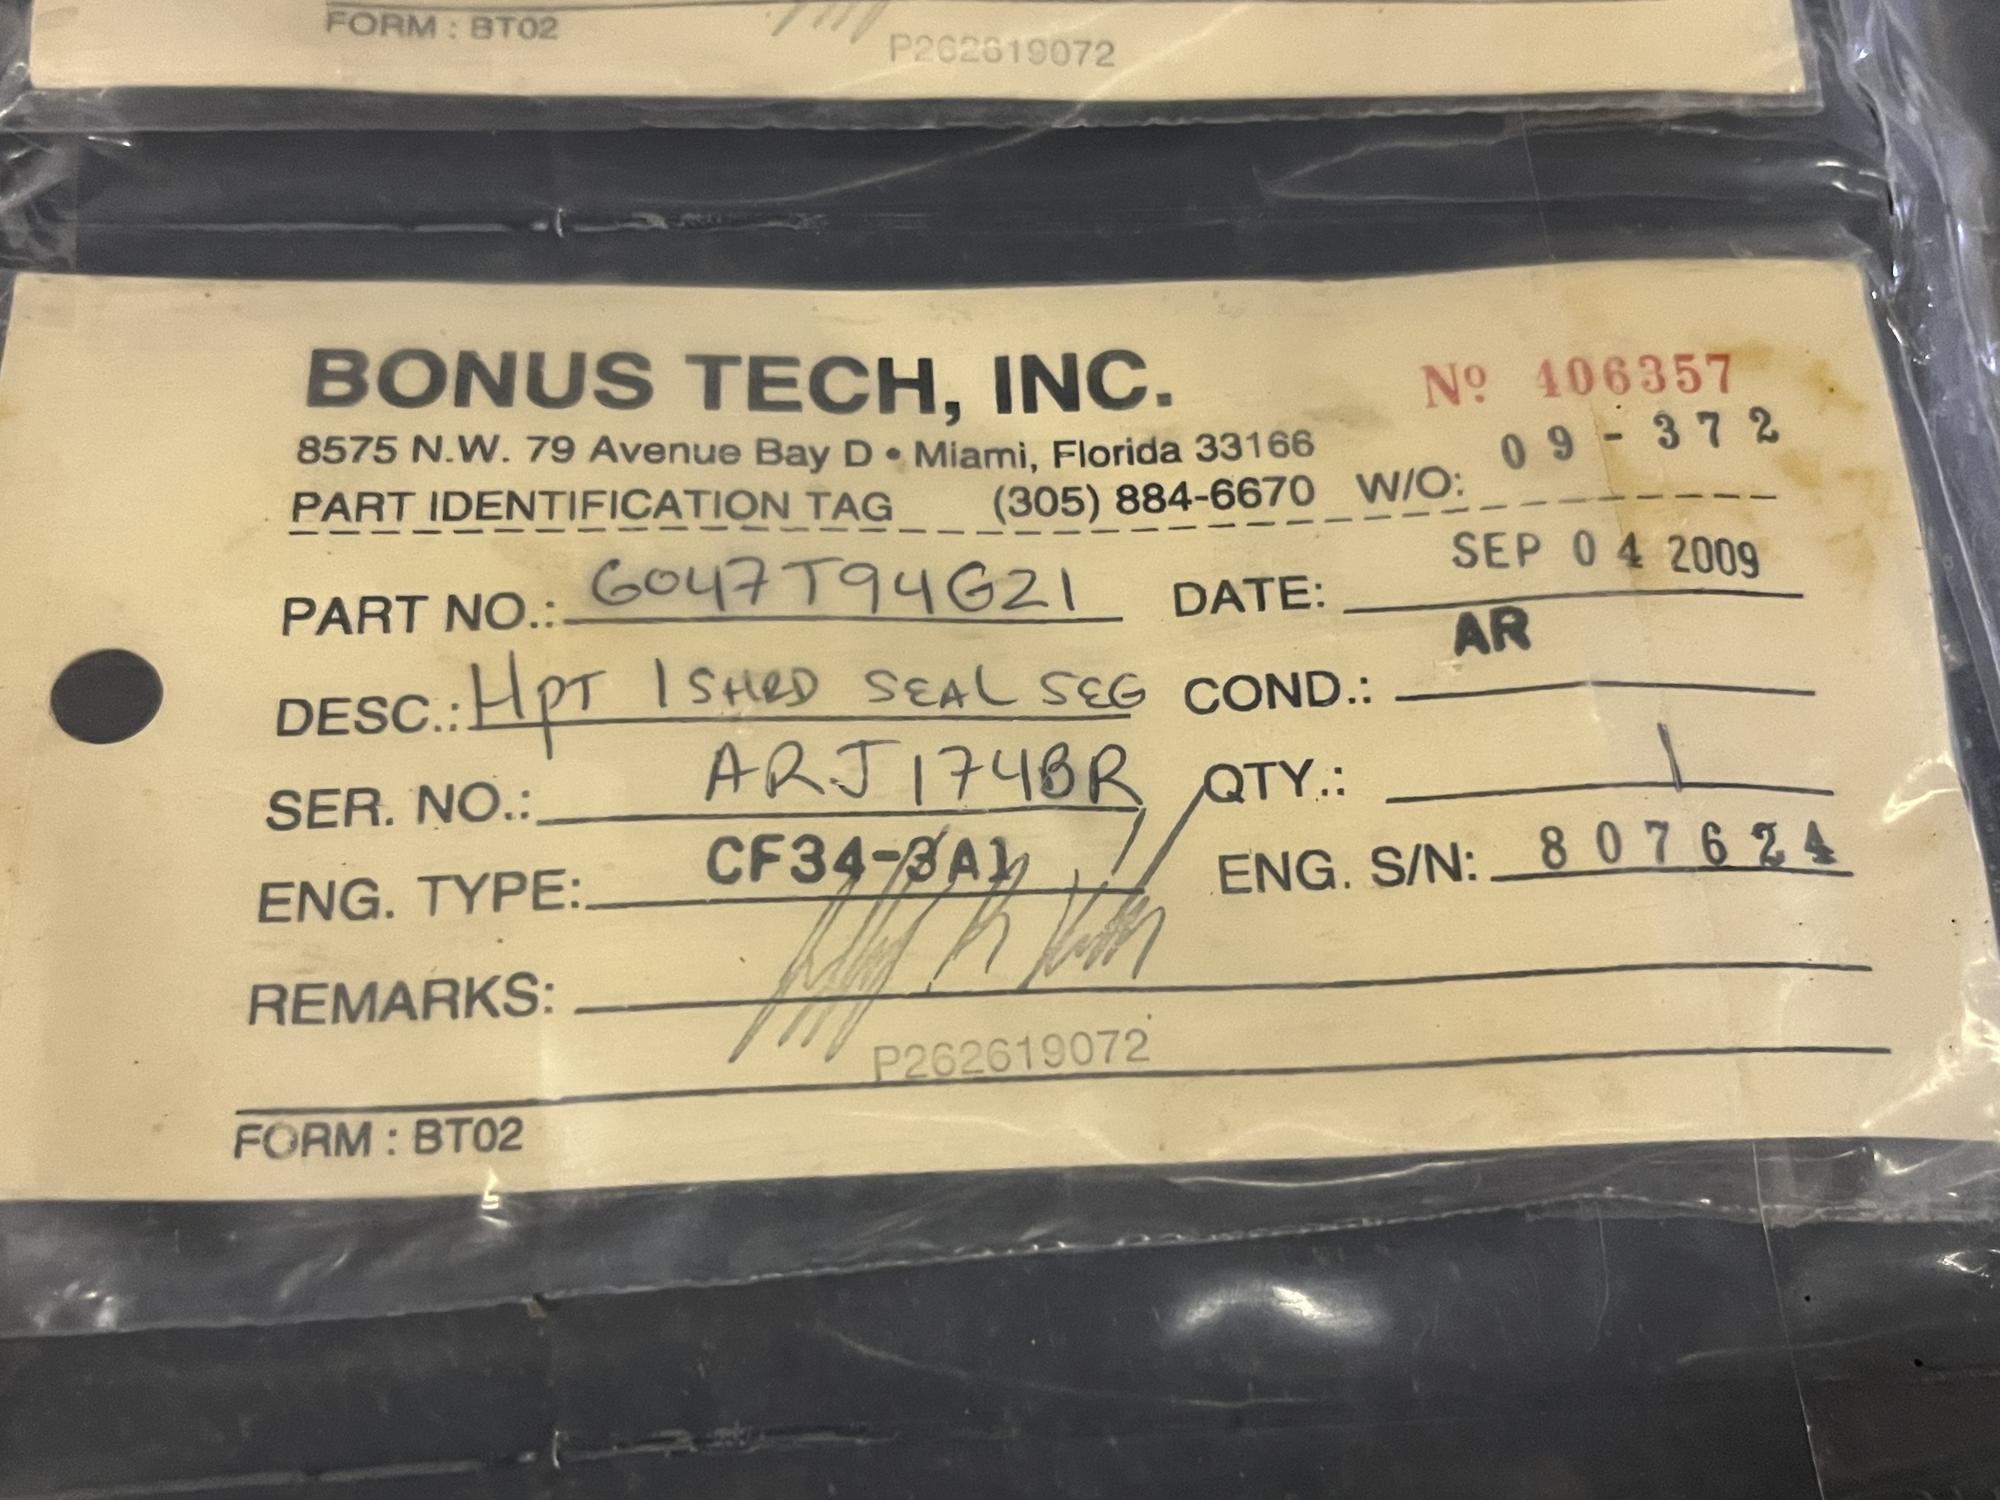 FORM : BT02
P262619072
BONUS TECH, INC.
Nº 406357
8575 N.W. 79 Avenue Bay D • Miami, Florida 33166
PART IDENTIFICATION TAG (305) 884-6670 W/O: 09-372
PART NO.: 6047T94G21 DATE: SEP 04 2009
DESC.: HPT 1 SHRD SEAL SEG COND.: AR
SER. NO.: ARJ174BR QTY.: 1
ENG. TYPE: CF34-3A1 ENG. S/N: 807624
REMARKS:
P262619072
FORM : BT02